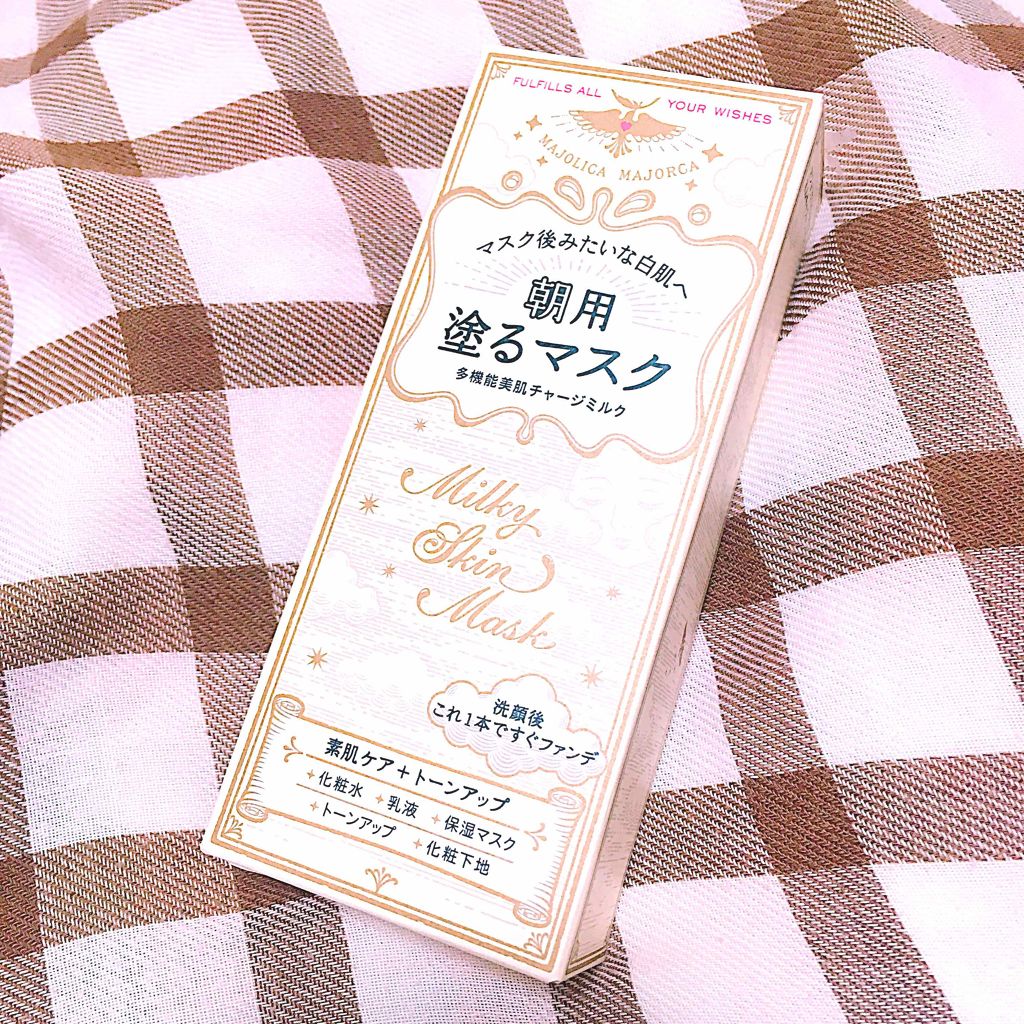 FULFILLS ALL YOUR WISHES
MAJOLICA MAJORCA
マスク後みたいな白肌へ
朝用
塗るマスク
多機能美肌チャージミルク
Milky
Skin
Mask
洗顔後
これ1本ですぐファンデ
素肌ケア+トーンアップ
+化粧水 +乳液 +保湿マスク
+トーンアップ +化粧下地